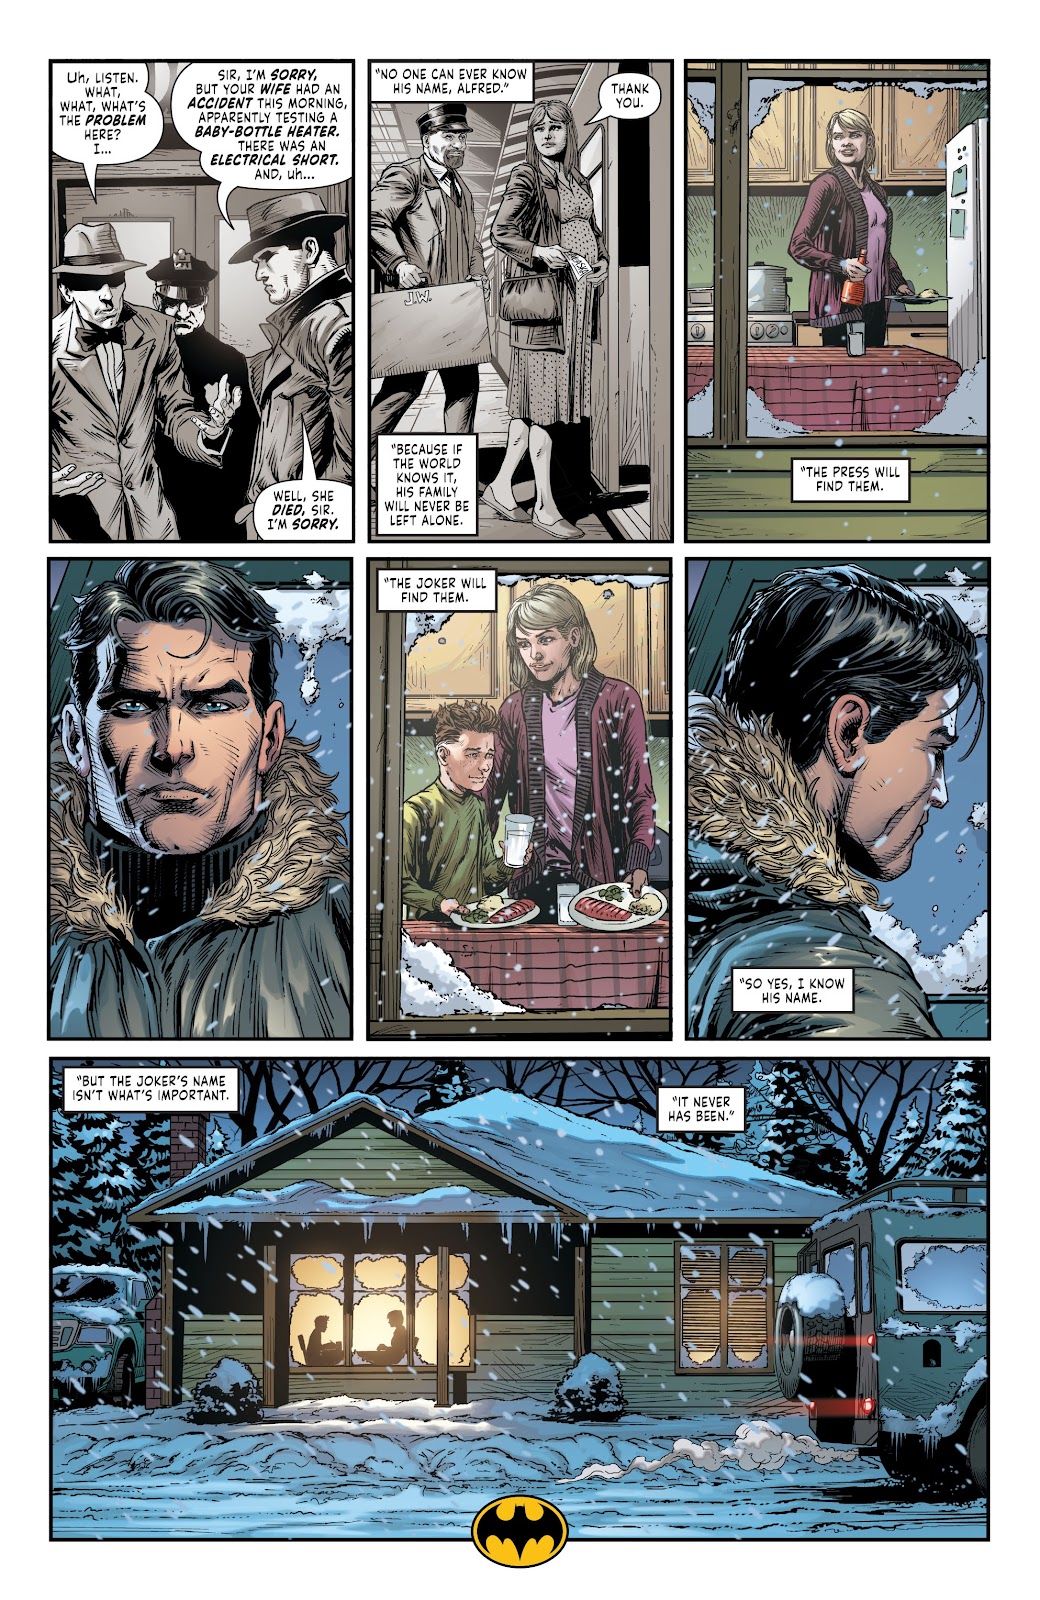 Uh, LISTEN.
WHAT,
WHAT, WHAT'S
THE PROBLEM
HERE?
I...
SIR, I'M SORRY,
BUT YOUR WIFE HAD AN
ACCIDENT THIS MORNING,
APPARENTLY TESTING A
BABY-BOTTLE HEATER.
THERE WAS AN
ELECTRICAL SHORT.
AND, Uh...
WELL, SHE
DIED, SIR.
I'M SORRY.
"NO ONE CAN EVER KNOW
HIS NAME, ALFRED."
THANK
YOU.
J.W.
"BECAUSE IF
THE WORLD
KNOWS IT,
HIS FAMILY
WILL NEVER BE
LEFT ALONE.
"THE PRESS WILL
FIND THEM.
"THE JOKER WILL
FIND THEM.
"SO YES, I KNOW
HIS NAME.
"BUT THE JOKER'S NAME
ISN'T WHAT'S IMPORTANT.
"IT NEVER
HAS BEEN."